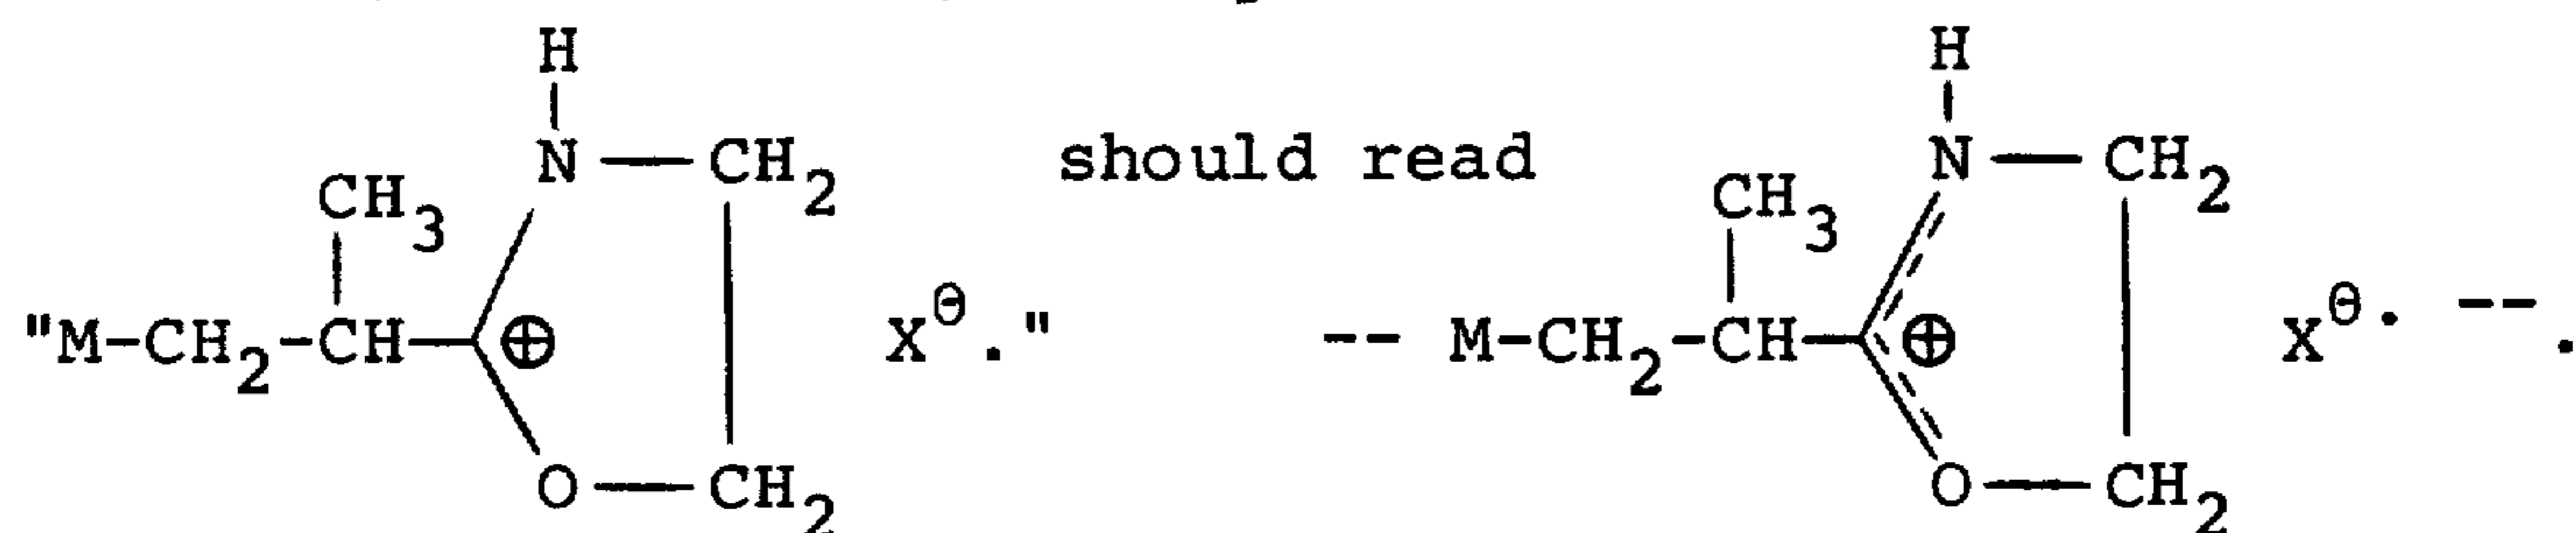 H H
N — CH2 should read N — CH2
CH3 CH3
"M-CH2-CH— ⊕ X⊖." -- M-CH2-CH— ⊕ X⊖. --.
O — CH2 O — CH2